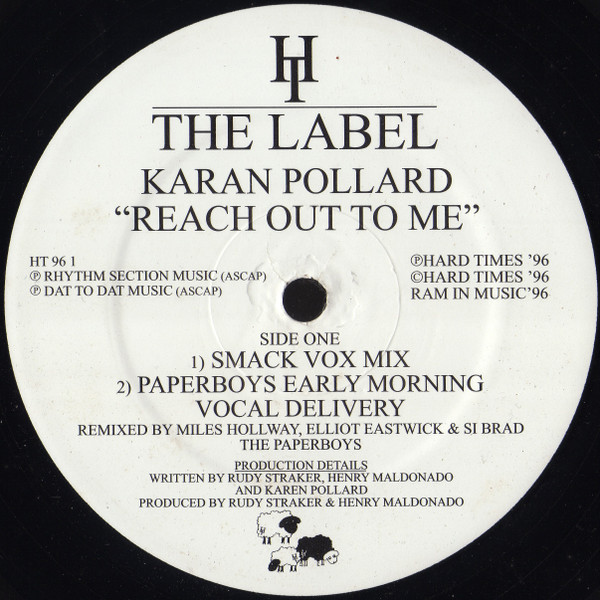 HT
THE LABEL
KARAN POLLARD
“REACH OUT TO ME”
HT 96 1
℗ RHYTHM SECTION MUSIC (ASCAP)
℗ DAT TO DAT MUSIC (ASCAP)
℗HARD TIMES ’96
©HARD TIMES ’96
RAM IN MUSIC’96
SIDE ONE
1) SMACK VOX MIX
2) PAPERBOYS EARLY MORNING
VOCAL DELIVERY
REMIXED BY MILES HOLLWAY, ELLIOT EASTWICK & SI BRAD
THE PAPERBOYS
PRODUCTION DETAILS
WRITTEN BY RUDY STRAKER, HENRY MALDONADO
AND KAREN POLLARD
PRODUCED BY RUDY STRAKER & HENRY MALDONADO